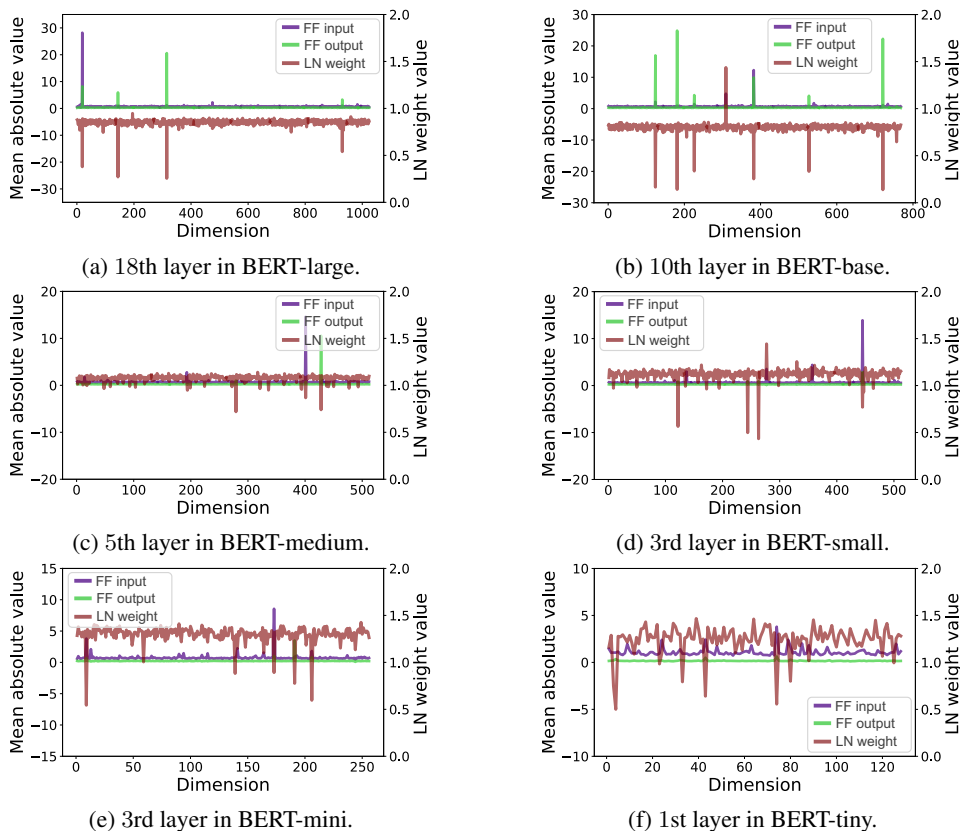 Mean absolute value
30
20
10
0
−10
−20
−30
FF input
FF output
LN weight
2.0
1.5
1.0
0.5
0.0
LN weight value
0 200 400 600 800 1000
Dimension
(a) 18th layer in BERT-large.
Mean absolute value
30
20
10
0
−10
−20
−30
FF input
FF output
LN weight
2.0
1.5
1.0
0.5
0.0
LN weight value
0 200 400 600 800
Dimension
(b) 10th layer in BERT-base.
Mean absolute value
20
10
0
−10
−20
FF input
FF output
LN weight
2.0
1.5
1.0
0.5
0.0
LN weight value
0 100 200 300 400 500
Dimension
(c) 5th layer in BERT-medium.
Mean absolute value
20
10
0
−10
−20
FF input
FF output
LN weight
2.0
1.5
1.0
0.5
0.0
LN weight value
0 100 200 300 400 500
Dimension
(d) 3rd layer in BERT-small.
Mean absolute value
15
10
5
0
−5
−10
−15
FF input
FF output
LN weight
2.0
1.5
1.0
0.5
0.0
LN weight value
0 50 100 150 200 250
Dimension
(e) 3rd layer in BERT-mini.
Mean absolute value
10
5
0
−5
−10
FF input
FF output
LN weight
2.0
1.5
1.0
0.5
0.0
LN weight value
0 20 40 60 80 100 120
Dimension
(f) 1st layer in BERT-tiny.